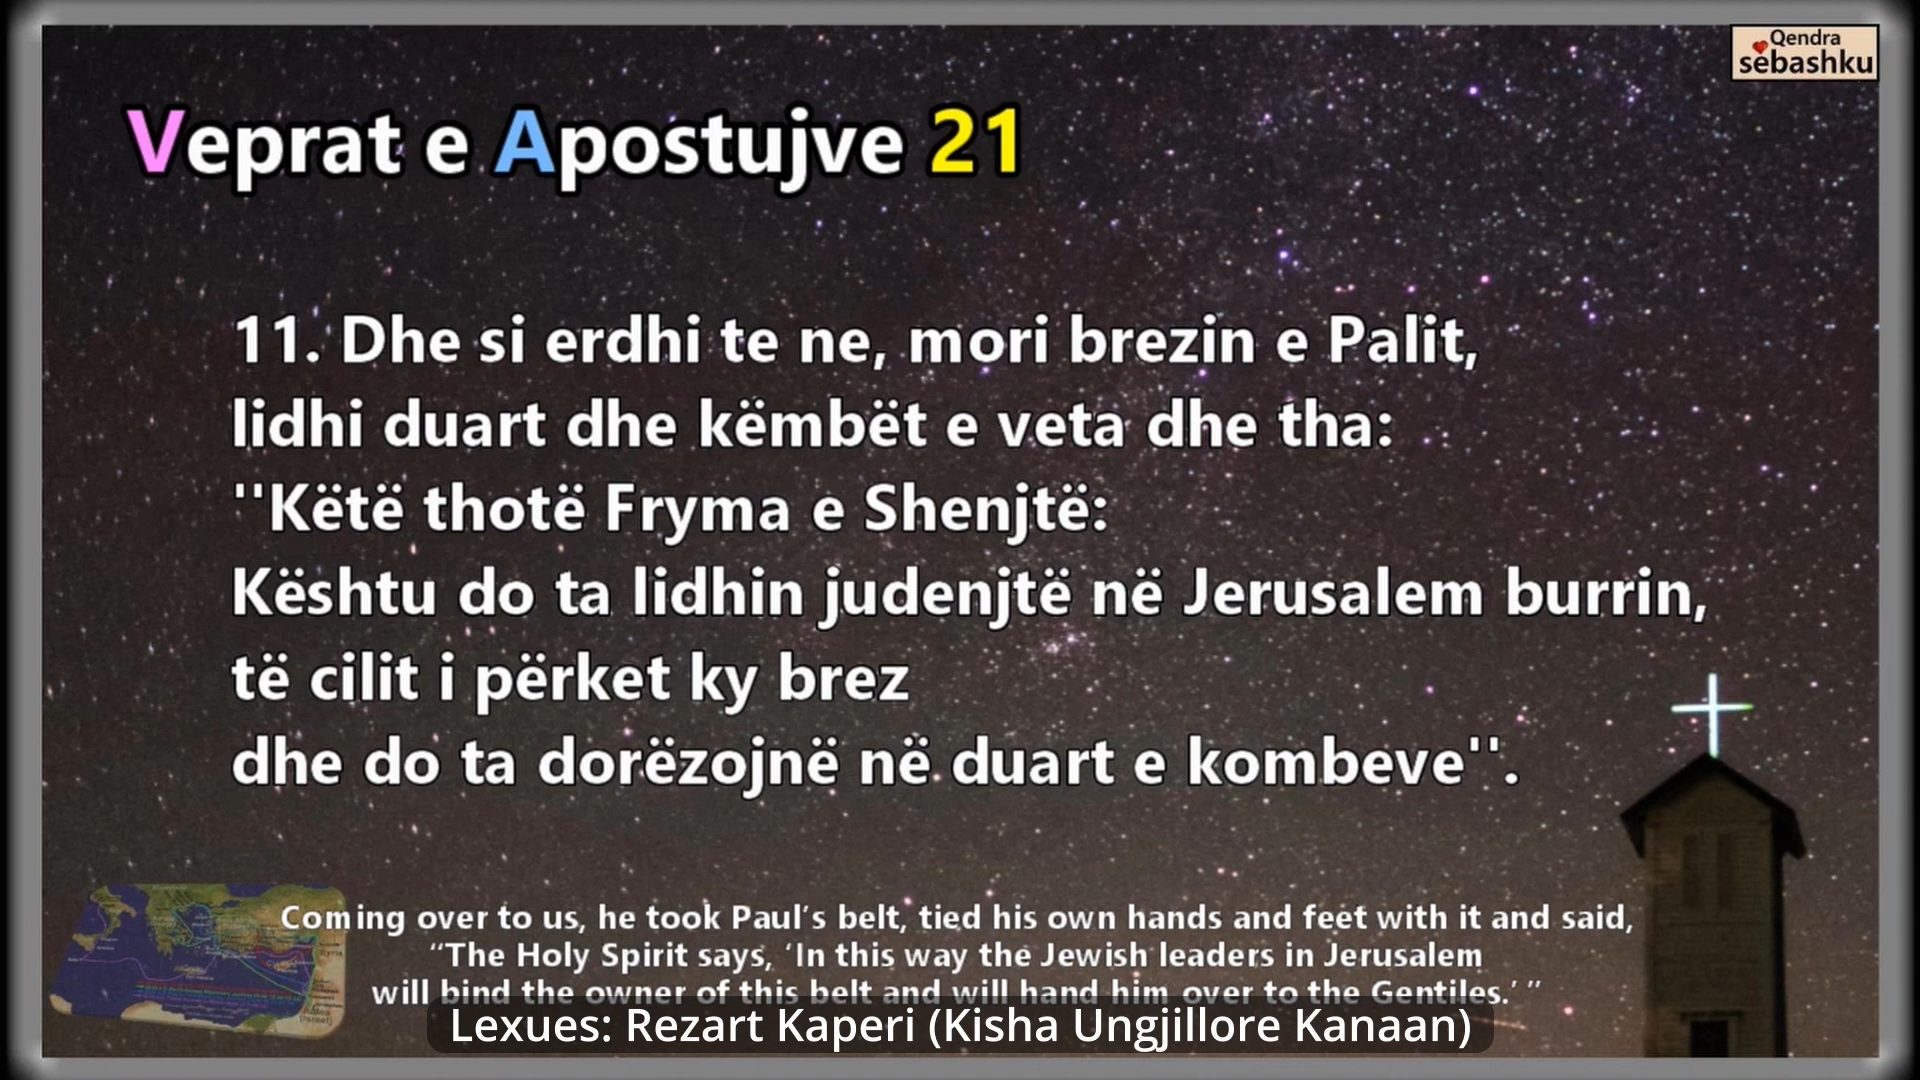 Qendra
sebashku
Veprat e Apostujve 21
11. Dhe si erdhi te ne, mori brezin e Palit,
lidhi duart dhe këmbët e veta dhe tha:
''Këtë thotë Fryma e Shenjtë:
Kështu do ta lidhin judenjtë në Jerusalem burrin,
të cilit i përket ky brez
dhe do ta dorëzojnë në duart e kombeve''.
Coming over to us, he took Paul’s belt, tied his own hands and feet with it and said,
“The Holy Spirit says, ‘In this way the Jewish leaders in Jerusalem
will bind the owner of this belt and will hand him over to the Gentiles.’ ”
Lexues: Rezart Kaperi (Kisha Ungjillore Kanaan)